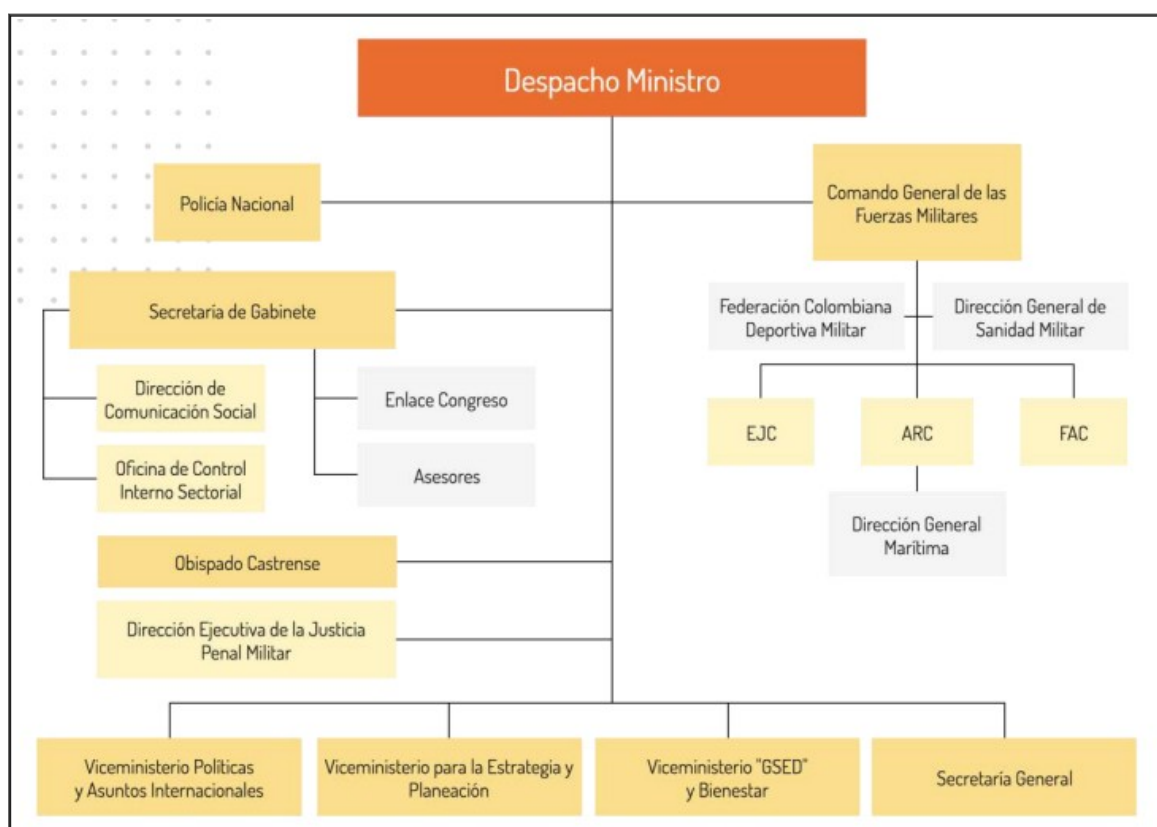 Despacho Ministro
Policía Nacional
Comando General de las
Fuerzas Militares
Secretaría de Gabinete
Federación Colombiana
Deportiva Militar
Dirección General de
Sanidad Militar
Dirección de
Comunicación Social
Enlace Congreso
EJC
ARC
FAC
Oficina de Control
Interno Sectorial
Asesores
Dirección General
Marítima
Obispado Castrense
Dirección Ejecutiva de la Justicia
Penal Militar
Viceministerio Políticas
y Asuntos Internacionales
Viceministerio para la Estrategia y
Planeación
Viceministerio "GSED"
y Bienestar
Secretaría General